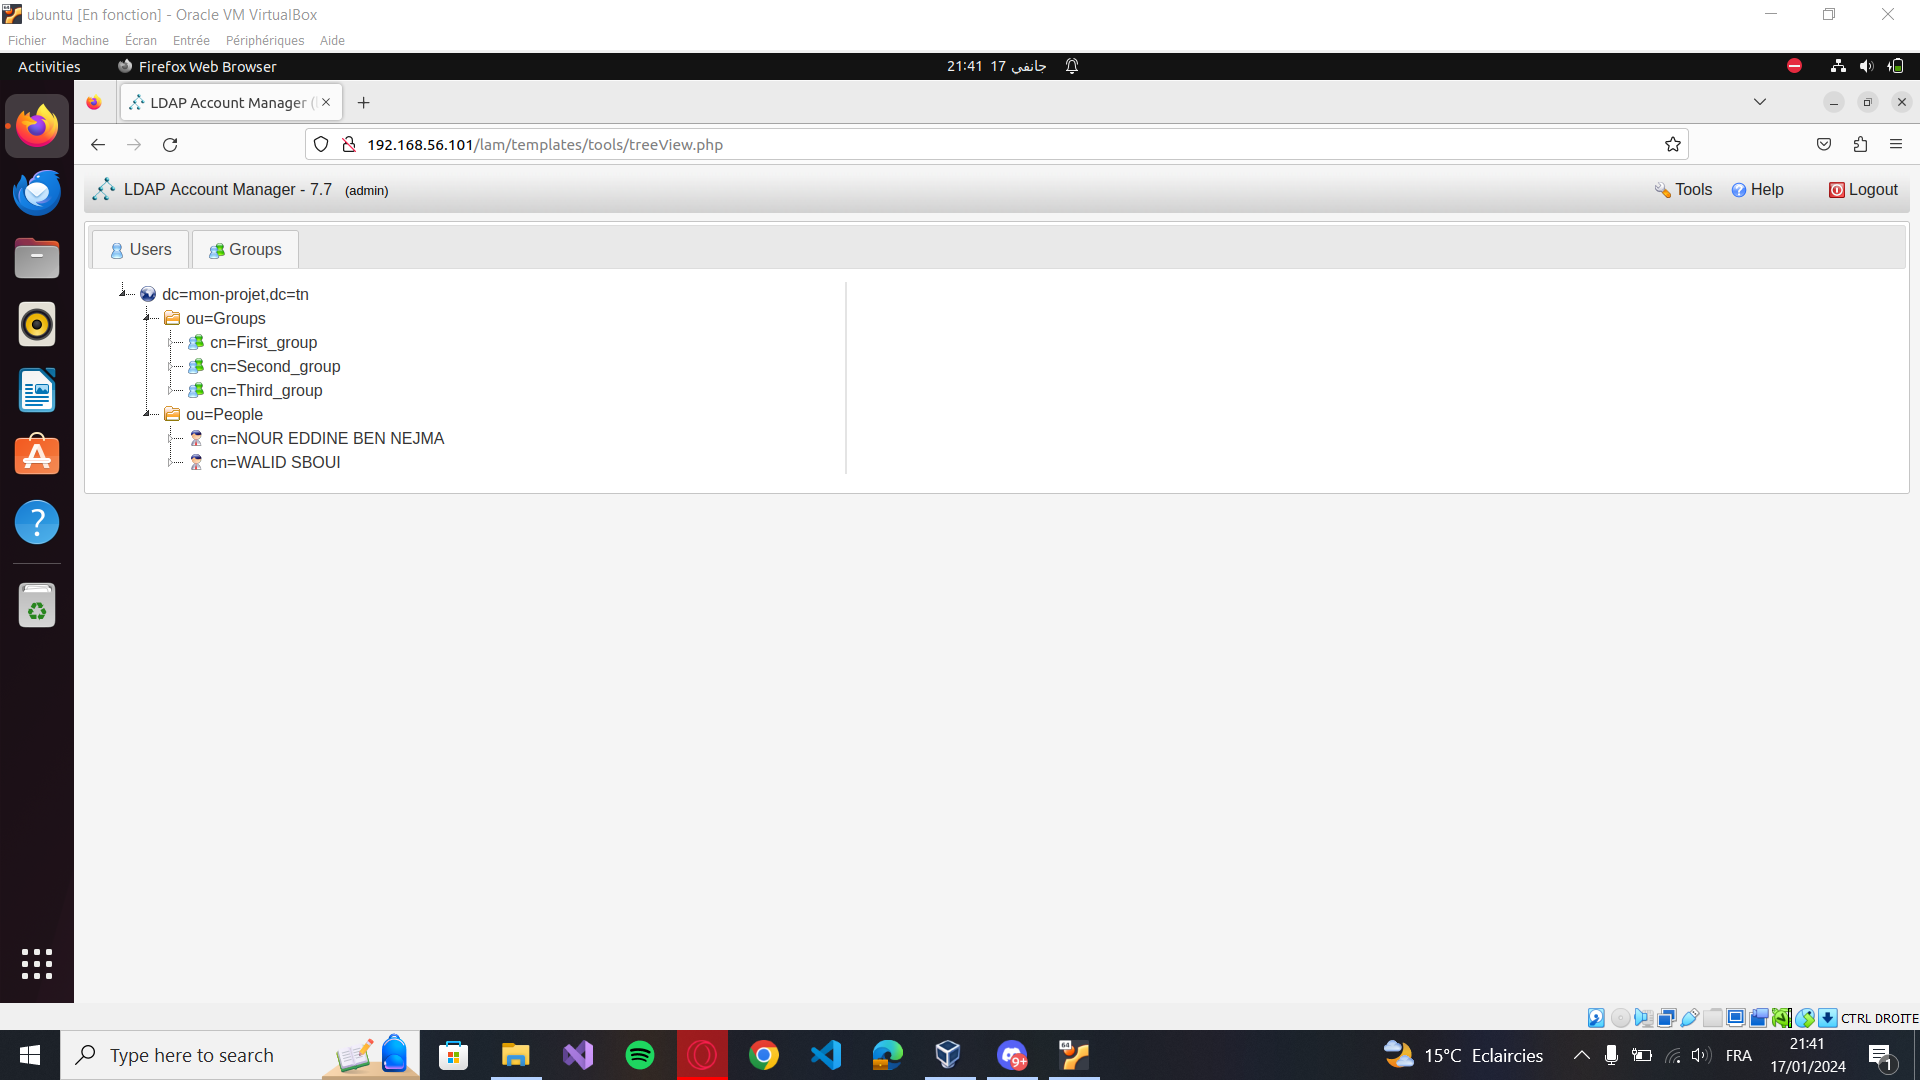 ubuntu [En fonction] - Oracle VM VirtualBox
Fichier Machine Écran Entrée Périphériques Aide
Activities Firefox Web Browser 21:41 17 جانفي
LDAP Account Manager (
192.168.56.101/lam/templates/tools/treeView.php
LDAP Account Manager - 7.7 (admin) Tools Help Logout
Users Groups
dc=mon-projet,dc=tn
ou=Groups
cn=First_group
cn=Second_group
cn=Third_group
ou=People
cn=NOUR EDDINE BEN NEJMA
cn=WALID SBOUI
CTRL DROITE
Type here to search 9+ 64 15°C Eclaircies FRA 21:41
17/01/2024 1